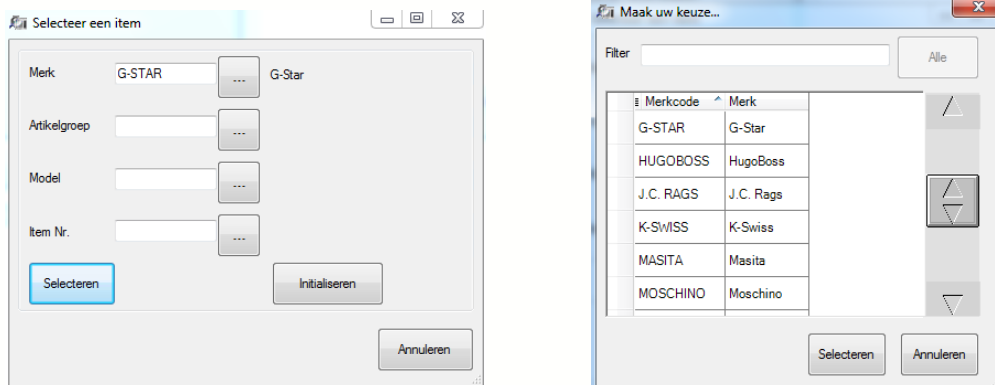 Selecteer een item
Merk G-STAR ... G-Star
Artikelgroep ...
Model ...
Item Nr. ...
Selecteren Initialiseren
Annuleren
Maak uw keuze...
Filter Alle
Merkcode Merk
G-STAR G-Star
HUGOBOSS HugoBoss
J.C. RAGS J.C. Rags
K-SWISS K-Swiss
MASITA Masita
MOSCHINO Moschino
Selecteren Annuleren